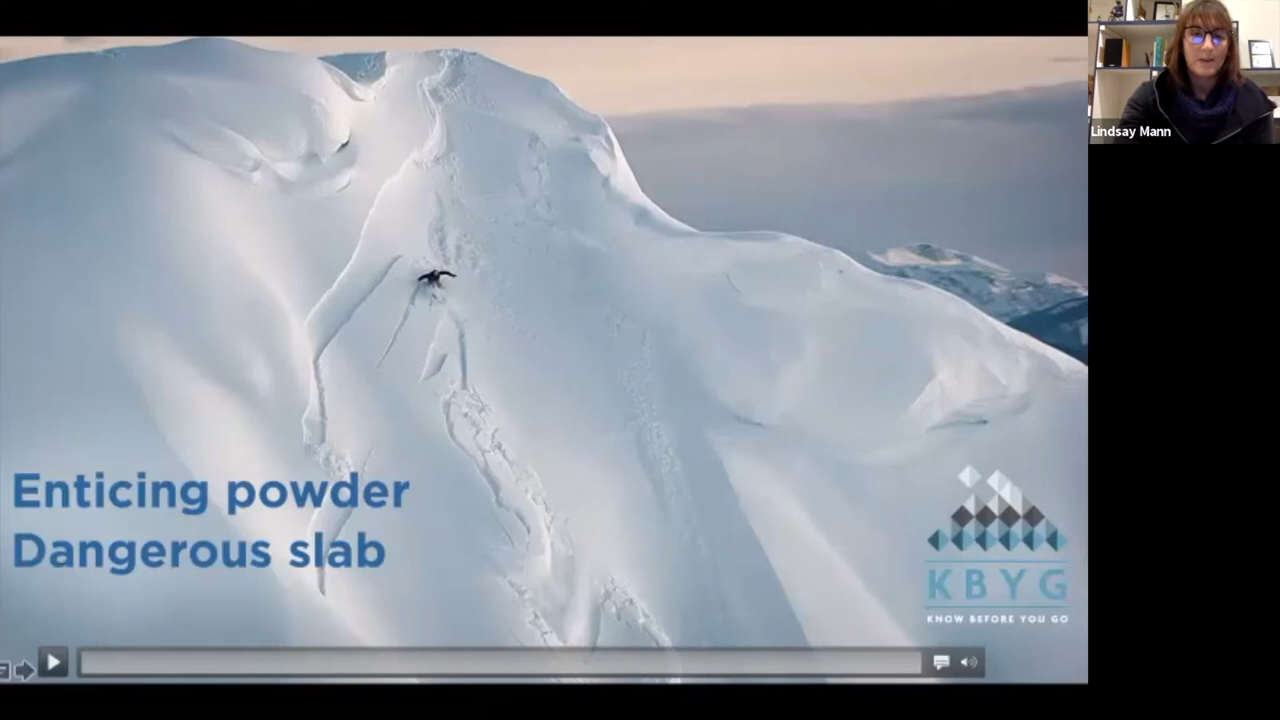 Lindsay Mann
Enticing powder
Dangerous slab
KBYG
KNOW BEFORE YOU GO